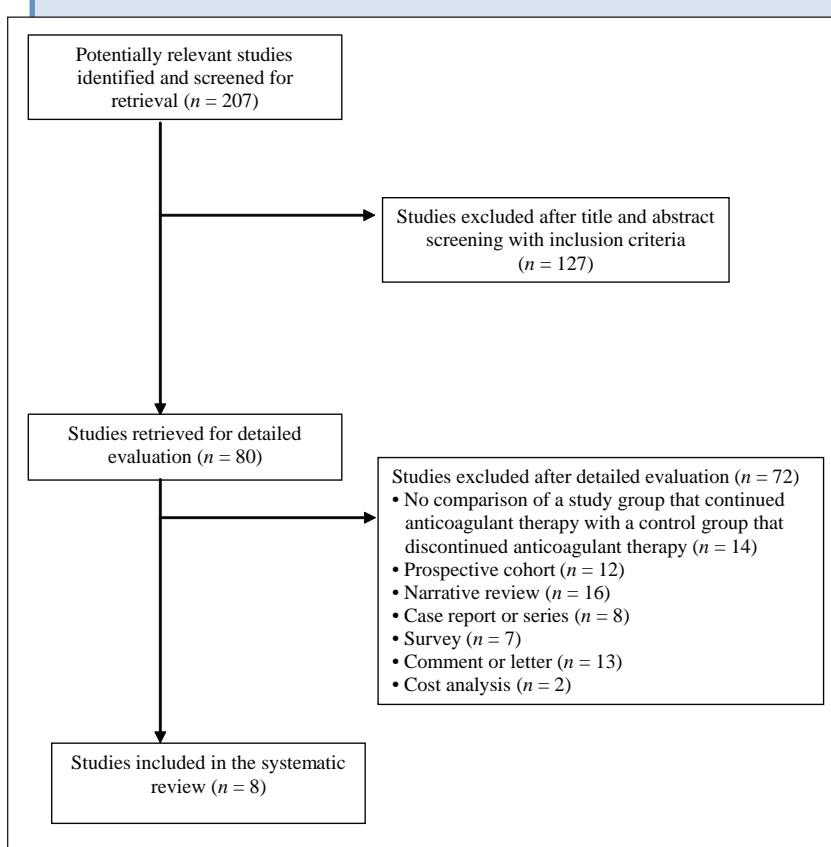 Potentially relevant studies
identified and screened for
retrieval (n = 207)
Studies excluded after title and abstract
screening with inclusion criteria
(n = 127)
Studies retrieved for detailed
evaluation (n = 80)
Studies excluded after detailed evaluation (n = 72)
• No comparison of a study group that continued
anticoagulant therapy with a control group that
discontinued anticoagulant therapy (n = 14)
• Prospective cohort (n = 12)
• Narrative review (n = 16)
• Case report or series (n = 8)
• Survey (n = 7)
• Comment or letter (n = 13)
• Cost analysis (n = 2)
Studies included in the systematic
review (n = 8)